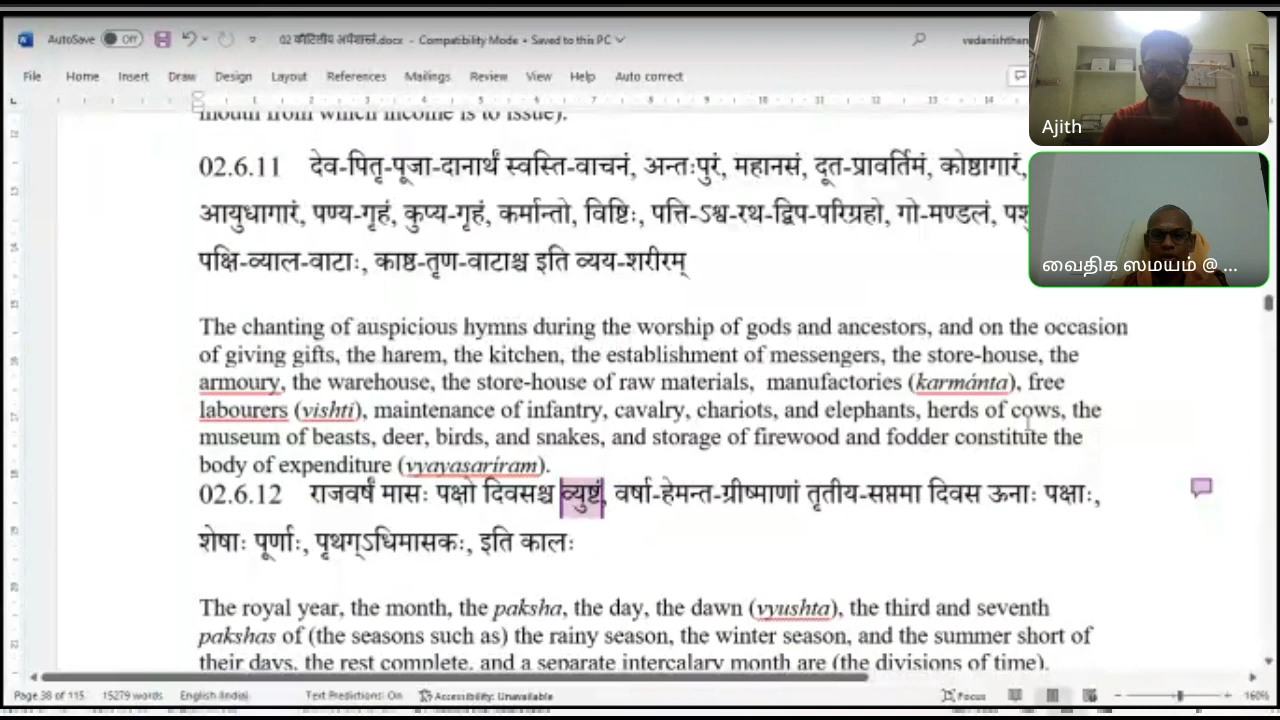 AutoSave Off 02 कौटिलीय अर्थशास्त्रं.docx - Compatibility Mode • Saved to this PC vedanishthan
File Home Insert Draw Design Layout References Mailings Review View Help Auto correct
mouth from which income is to issue).
Ajith
02.6.11 देव-पितृ-पूजा-दानार्थं स्वस्ति-वाचनं, अन्तःपुरं, महानसं, दूत-प्रावर्तिमं, कोष्ठागारं,
आयुधागारं, पण्य-गृहं, कुप्य-गृहं, कर्मान्तो, विष्टिः, पत्ति-ऽश्व-रथ-द्विप-परिग्रहो, गो-मण्डलं, पशु
வைதிக ஸமயம் @ ...
पक्षि-व्याल-वाटाः, काष्ठ-तृण-वाटाश्च इति व्यय-शरीरम्
The chanting of auspicious hymns during the worship of gods and ancestors, and on the occasion
of giving gifts, the harem, the kitchen, the establishment of messengers, the store-house, the
armoury, the warehouse, the store-house of raw materials, manufactories (karmánta), free
labourers (vishti), maintenance of infantry, cavalry, chariots, and elephants, herds of cows, the
museum of beasts, deer, birds, and snakes, and storage of firewood and fodder constitute the
body of expenditure (vyayasaríram).
02.6.12 राजवर्षं मासः पक्षो दिवसश्च व्युष्टं, वर्षा-हेमन्त-ग्रीष्माणां तृतीय-सप्तमा दिवस ऊनाः पक्षाः,
शेषाः पूर्णाः, पृथग्ऽधिमासकः, इति कालः
The royal year, the month, the paksha, the day, the dawn (vyushta), the third and seventh
pakshas of (the seasons such as) the rainy season, the winter season, and the summer short of
their days, the rest complete, and a separate intercalary month are (the divisions of time).
Page 38 of 115 15279 words English (India) Text Predictions: On Accessibility: Unavailable Focus 160%